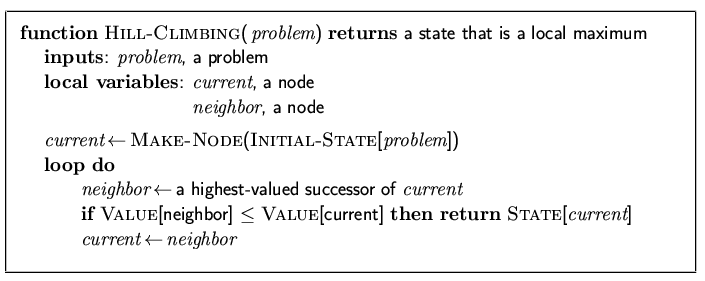 function HILL-CLIMBING( problem) returns a state that is a local maximum
inputs: problem, a problem
local variables: current, a node
neighbor, a node
current ← MAKE-NODE(INITIAL-STATE[problem])
loop do
neighbor ← a highest-valued successor of current
if VALUE[neighbor] ≤ VALUE[current] then return STATE[current]
current ← neighbor